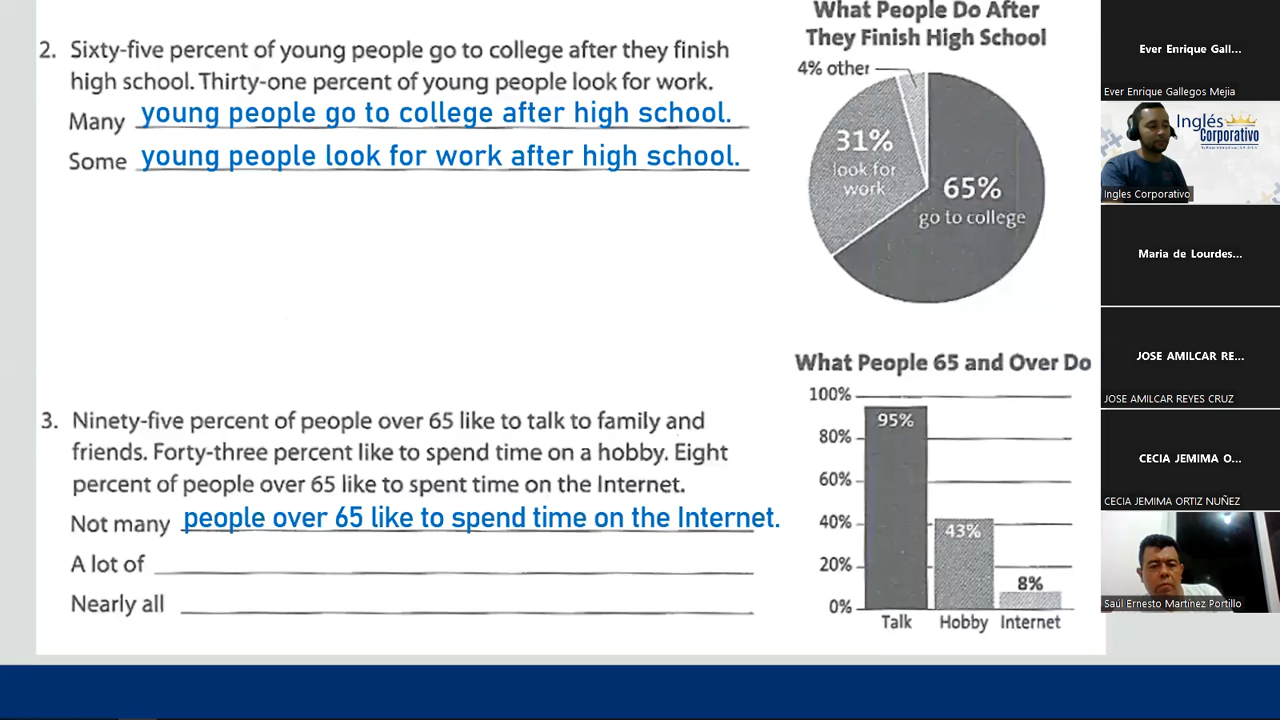 2. Sixty-five percent of young people go to college after they finish
high school. Thirty-one percent of young people look for work.
Many young people go to college after high school.
Some young people look for work after high school.
What People Do After
They Finish High School
4% other
31%
look for
work
65%
go to college
3. Ninety-five percent of people over 65 like to talk to family and
friends. Forty-three percent like to spend time on a hobby. Eight
percent of people over 65 like to spent time on the Internet.
Not many people over 65 like to spend time on the Internet.
A lot of
Nearly all
What People 65 and Over Do
100%
80%
60%
40%
20%
0%
95%
43%
8%
Talk Hobby Internet
Ever Enrique Gall...
Ever Enrique Gallegos Mejia
Inglés
Corporativo
Ingles Corporativo
Maria de Lourdes...
JOSE AMILCAR RE...
JOSE AMILCAR REYES CRUZ
CECIA JEMIMA O...
CECIA JEMIMA ORTIZ NUÑEZ
Saúl Ernesto Martínez Portillo